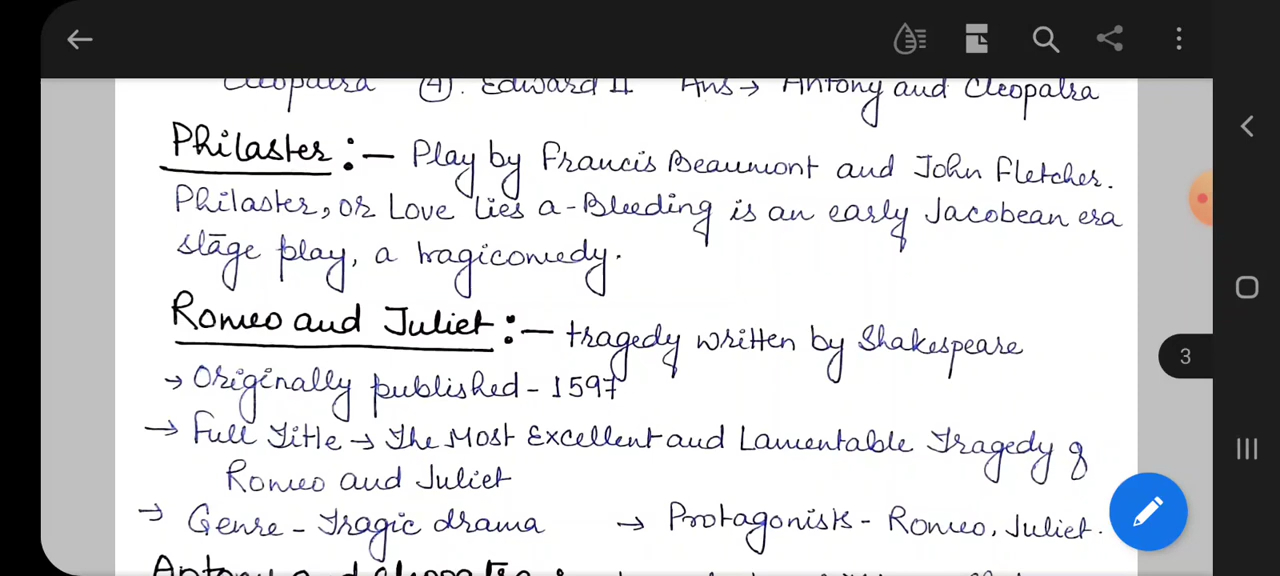 Cleopatra ④. Edward II Ans → Antony and Cleopatra
Philaster :- Play by Francis Beaumont and John Fletcher.
Philaster, or Love lies a-Bleeding is an early Jacobean era
stage play, a tragicomedy.
Romeo and Juliet :- tragedy written by Shakespeare
→ Originally published - 1597
→ Full Title → The Most Excellent and Lamentable Tragedy of
Romeo and Juliet
→ Genre - Tragic drama → Protagonists - Romeo, Juliet.
3